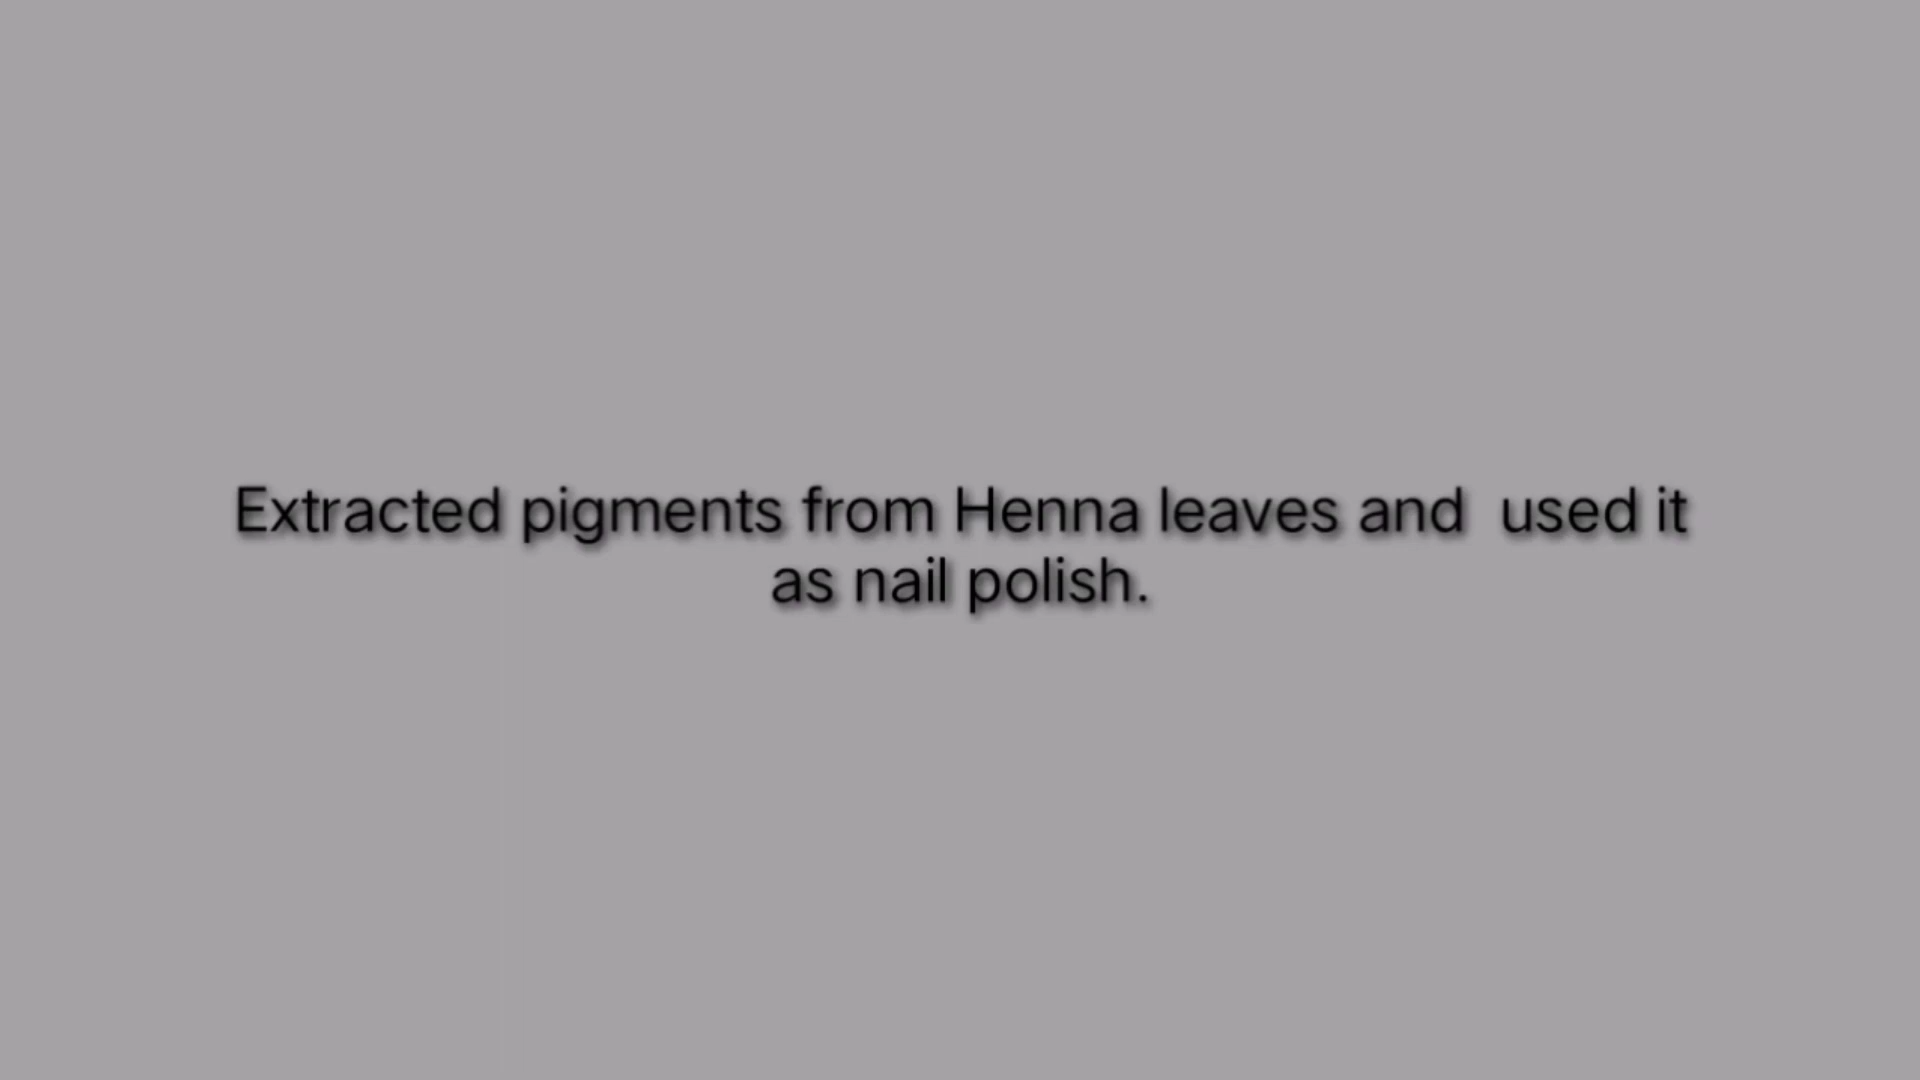 Extracted pigments from Henna leaves and  used it
as nail polish.